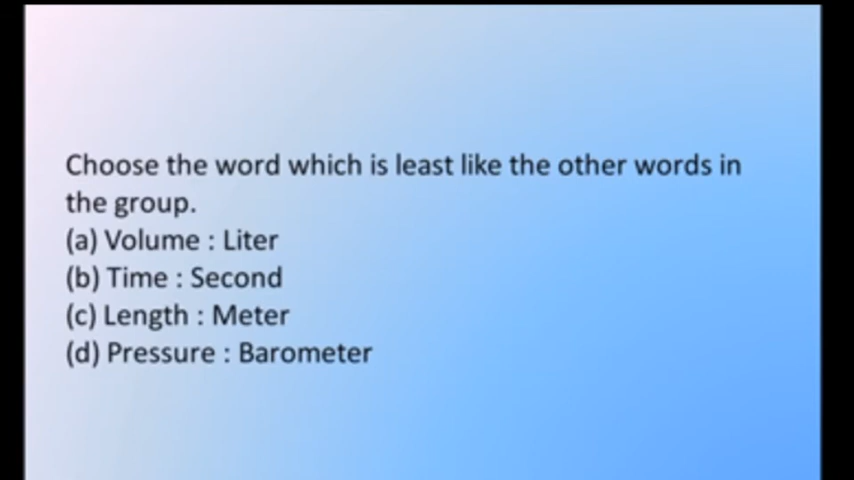 Choose the word which is least like the other words in
the group.
(a) Volume : Liter
(b) Time : Second
(c) Length : Meter
(d) Pressure : Barometer